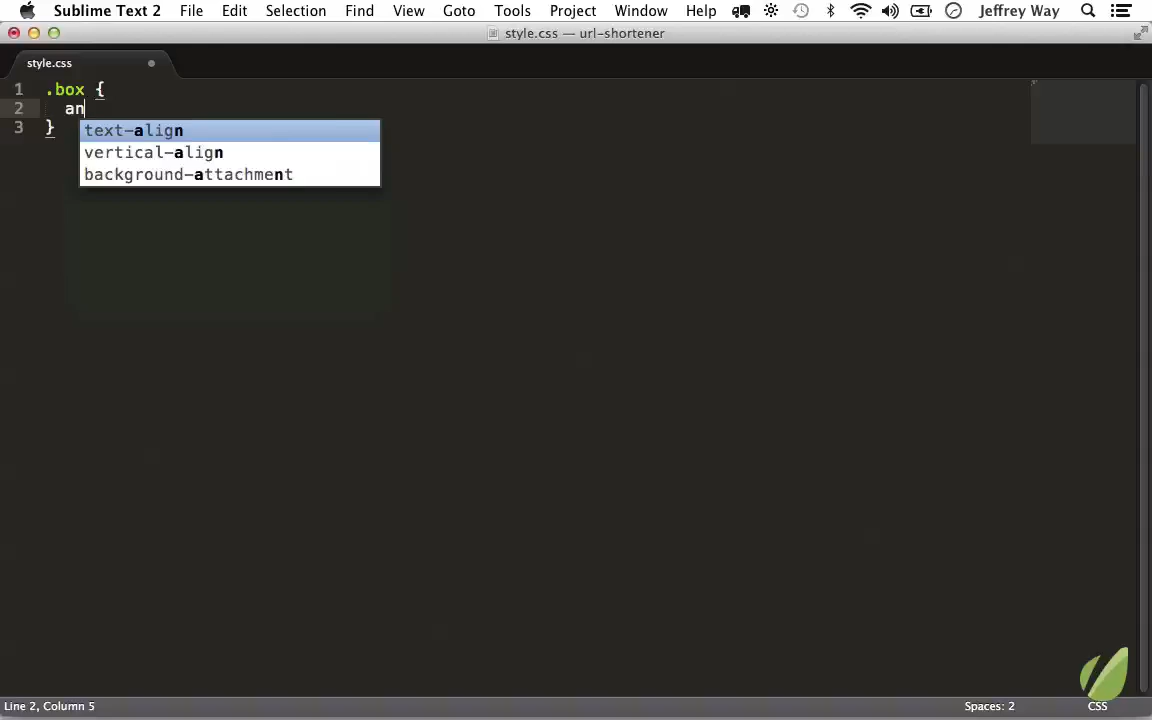 Sublime Text 2 File Edit Selection Find View Goto Tools Project Window Help Jeffrey Way
style.css — url-shortener
style.css
1 .box {
2 an
3 }
text-align
vertical-align
background-attachment
Line 2, Column 5 Spaces: 2 CSS